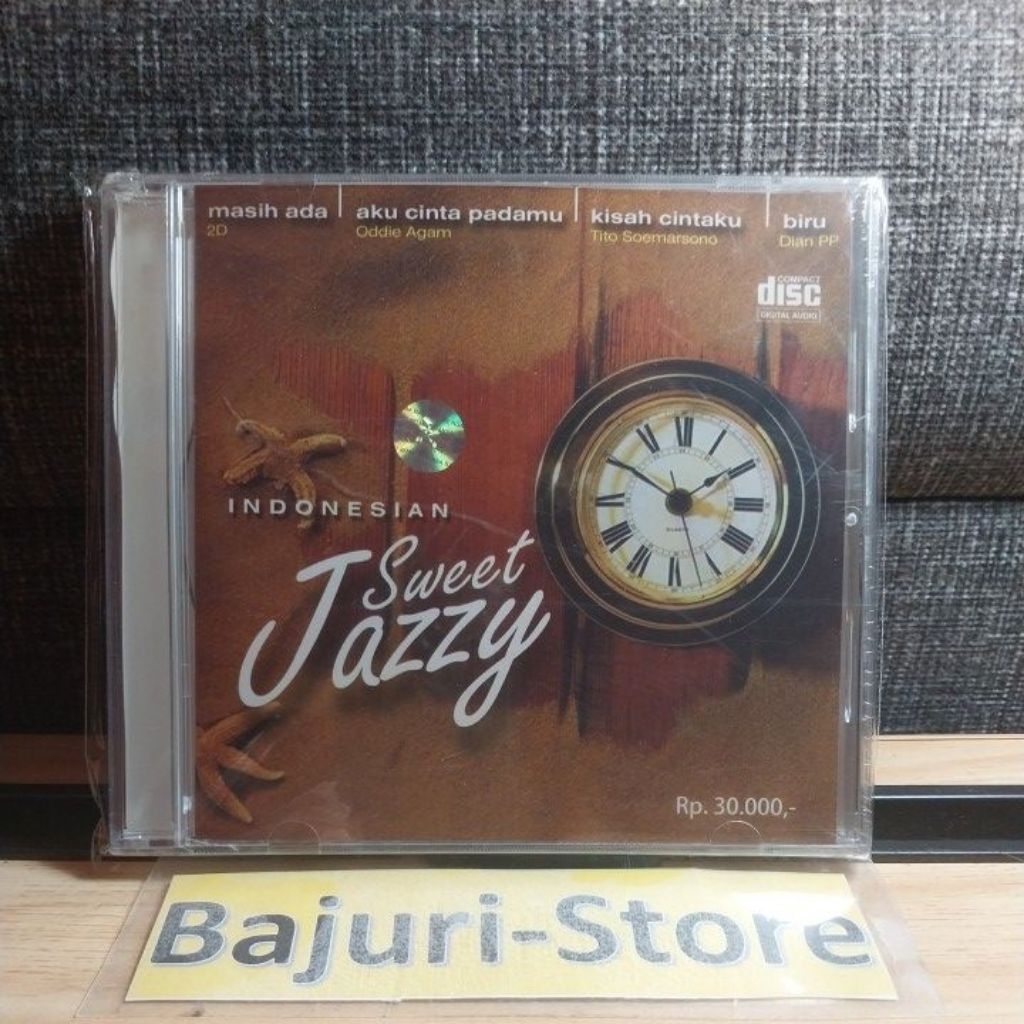 masih ada
2D
aku cinta padamu
Oddie Agam
kisah cintaku
Tito Soemarsono
biru
Dian PP
COMPACT
disc
DIGITAL AUDIO
INDONESIAN
Sweet
Jazzy
Rp. 30.000,-
Bajuri-Store